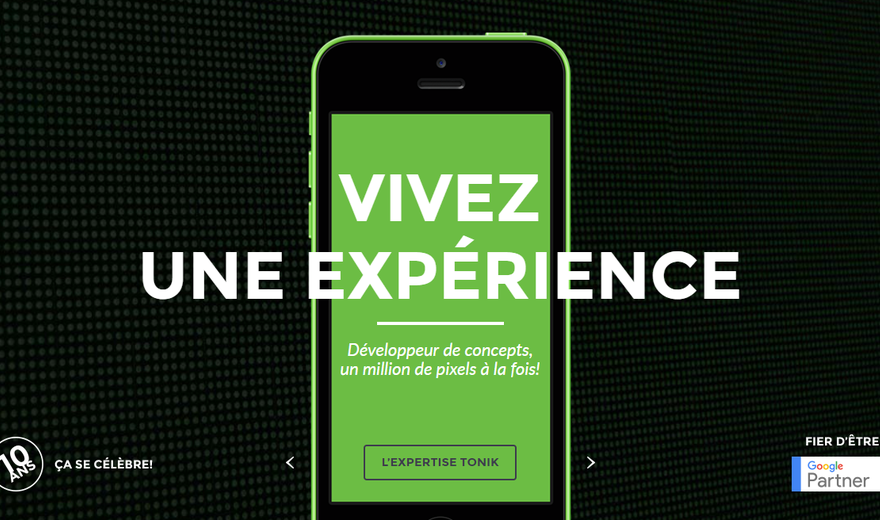 VIVEZ
UNE EXPÉRIENCE
Développeur de concepts,
un million de pixels à la fois!
L'EXPERTISE TONIK
10
ANS
ÇA SE CÉLÈBRE!
FIER D'ÊTRE
Google
Partner